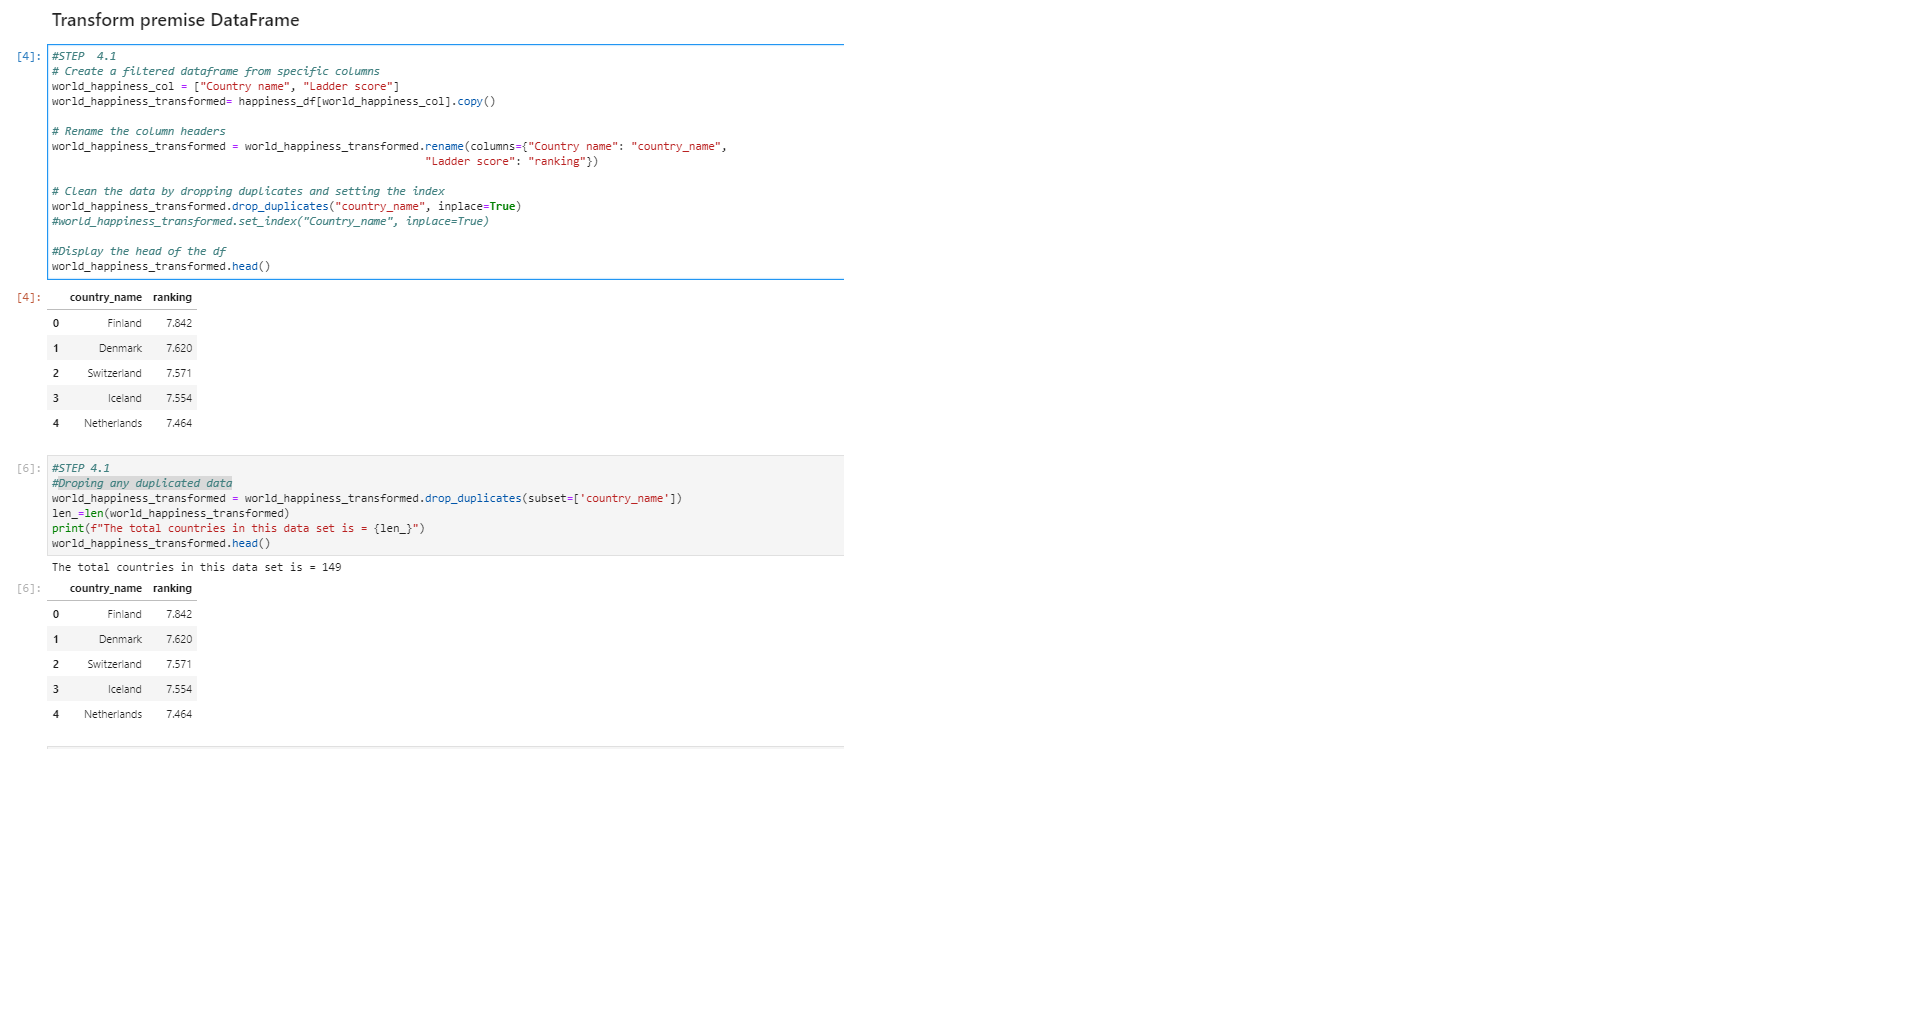 Transform premise DataFrame
[4]:
#STEP  4.1
# Create a filtered dataframe from specific columns
world_happiness_col = ["Country name", "Ladder score"]
world_happiness_transformed= happiness_df[world_happiness_col].copy()
# Rename the column headers
world_happiness_transformed = world_happiness_transformed.rename(columns={"Country name": "country_name",
"Ladder score": "ranking"})
# Clean the data by dropping duplicates and setting the index
world_happiness_transformed.drop_duplicates("country_name", inplace=True)
#world_happiness_transformed.set_index("Country_name", inplace=True)
#Display the head of the df
world_happiness_transformed.head()
[4]:
country_name ranking
0 Finland 7.842
1 Denmark 7.620
2 Switzerland 7.571
3 Iceland 7.554
4 Netherlands 7.464
[6]:
#STEP 4.1
#Droping any duplicated data
world_happiness_transformed = world_happiness_transformed.drop_duplicates(subset=['country_name'])
len_=len(world_happiness_transformed)
print(f"The total countries in this data set is = {len_}")
world_happiness_transformed.head()
The total countries in this data set is = 149
[6]:
country_name ranking
0 Finland 7.842
1 Denmark 7.620
2 Switzerland 7.571
3 Iceland 7.554
4 Netherlands 7.464